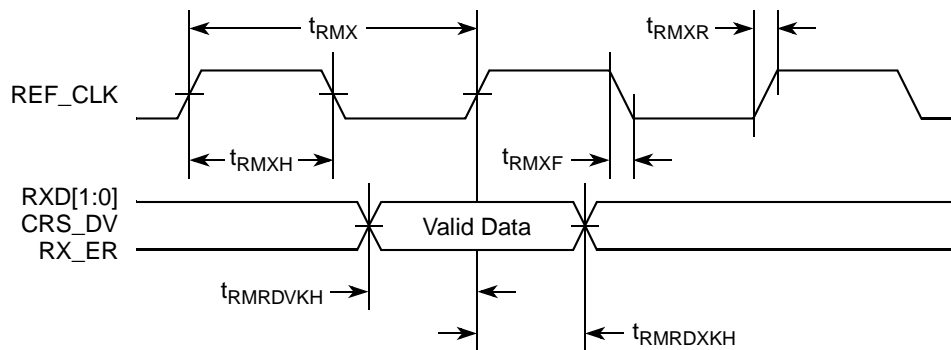 tRMX
tRMXR
REF_CLK
tRMXH
tRMXF
RXD[1:0]
CRS_DV
RX_ER
Valid Data
tRMRDVKH
tRMRDXKH